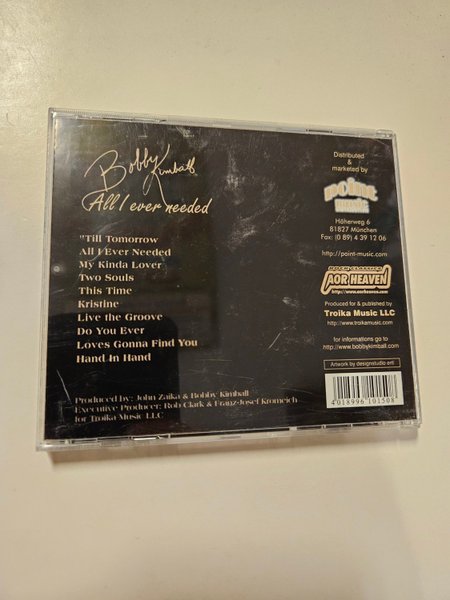 Bobby Kimball
All I ever needed
"Till Tomorrow
All I Ever Needed
My Kinda Lover
Two Souls
This Time
Kristine
Live the Groove
Do You Ever
Loves Gonna Find You
Hand In Hand
Produced by: John Zaika & Bobby Kimball
Executive Producer: Rob Clark & Franz-Josef Kromeich
for Troika Music LLC
Distributed
&
marketed by
point
music
Höherweg 6
81827 München
Fax: (0 89) 4 39 12 06
http://point-music.com
ROCK CLASSICS
AOR HEAVEN
http://www.aorheaven.com
Produced for & published by
Troika Music LLC
http://www.troikamusic.com
for informations go to
http://www.bobbykimball.com
Artwork by designstudio ertl
4 018996 101508